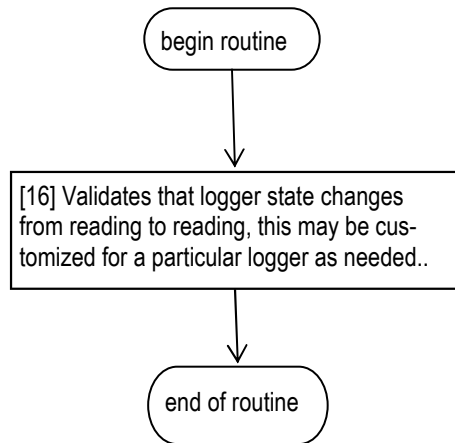 begin routine
[16] Validates that logger state changes
from reading to reading, this may be cus-
tomized for a particular logger as needed..
end of routine